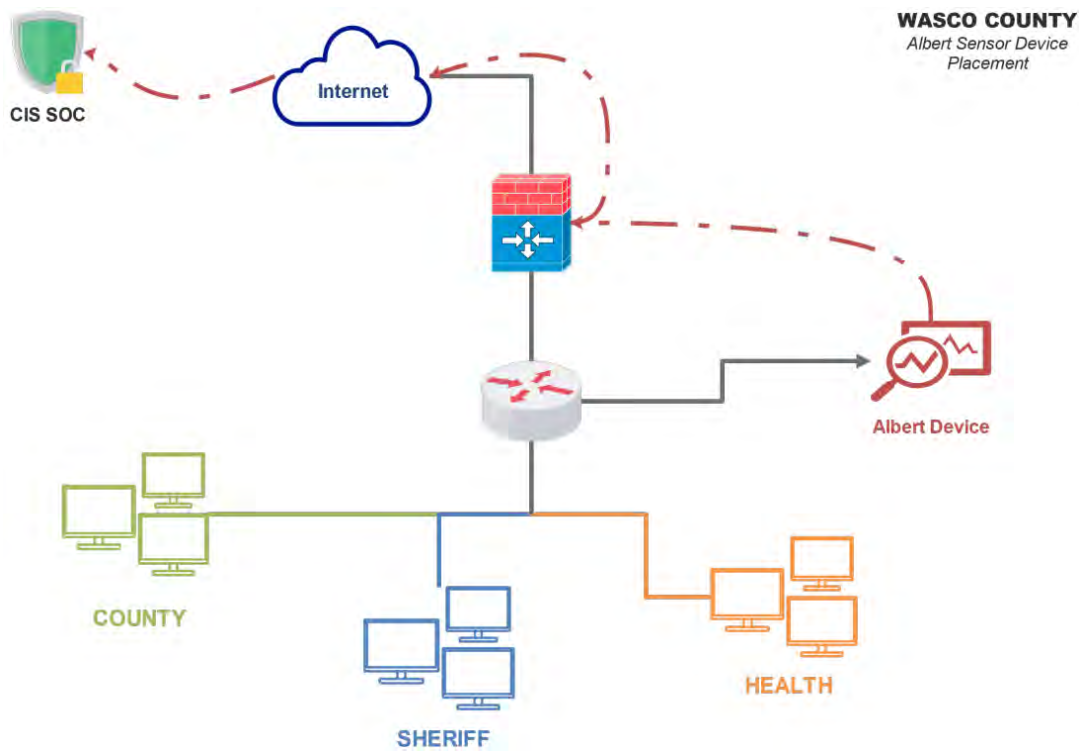 WASCO COUNTY
Albert Sensor Device
Placement
CIS SOC
Internet
Albert Device
COUNTY
SHERIFF
HEALTH